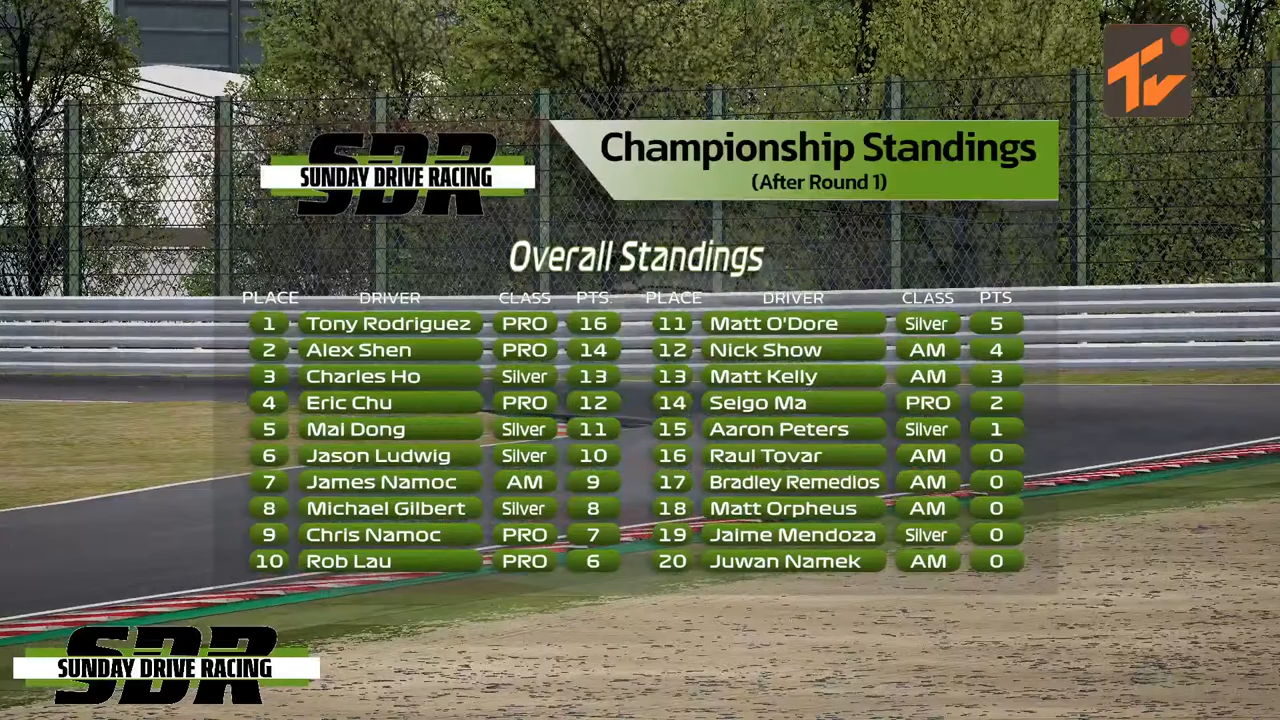 TV
SDR
SUNDAY DRIVE RACING
Championship Standings
(After Round 1)
Overall Standings
PLACE DRIVER CLASS PTS. PLACE DRIVER CLASS PTS
1 Tony Rodriguez PRO 16 11 Matt O'Dore Silver 5
2 Alex Shen PRO 14 12 Nick Show AM 4
3 Charles Ho Silver 13 13 Matt Kelly AM 3
4 Eric Chu PRO 12 14 Seigo Ma PRO 2
5 Mai Dong Silver 11 15 Aaron Peters Silver 1
6 Jason Ludwig Silver 10 16 Raul Tovar AM 0
7 James Namoc AM 9 17 Bradley Remedios AM 0
8 Michael Gilbert Silver 8 18 Matt Orpheus AM 0
9 Chris Namoc PRO 7 19 Jaime Mendoza Silver 0
10 Rob Lau PRO 6 20 Juwan Namek AM 0
SDR
SUNDAY DRIVE RACING